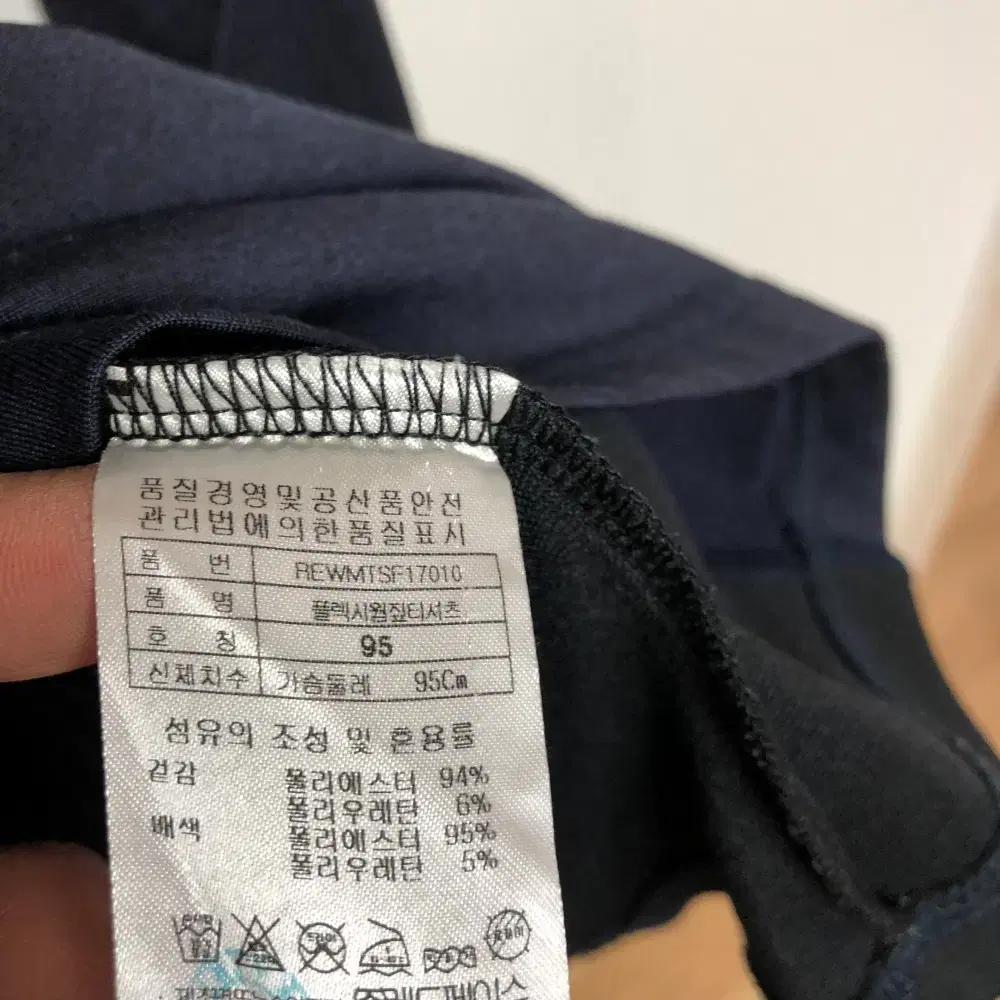 품질경영및공산품안전
관리법에의한품질표시
품 번 REWMTSF17010
품 명 플렉시웜짚티셔츠
호 칭 95
신체치수 가슴둘레 95Cm
섬유의 조성 및 혼용률
겉감 폴리에스터 94%
폴리우레탄 6%
배색 폴리에스터 95%
폴리우레탄 5%